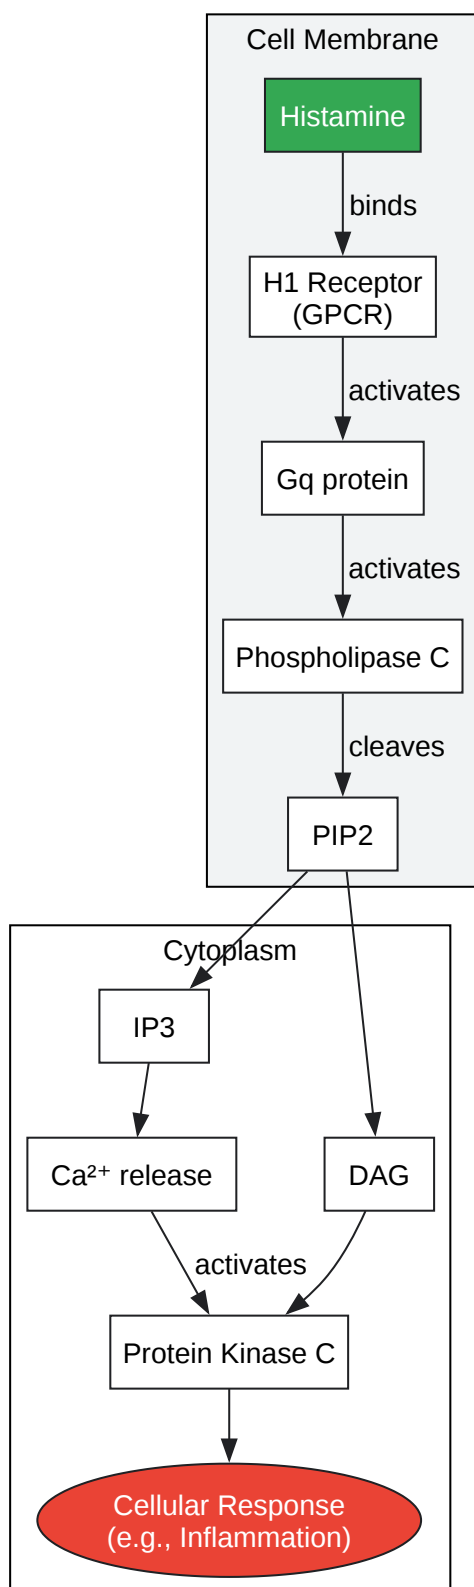 Cell Membrane
Histamine
binds
H1 Receptor
(GPCR)
activates
Gq protein
activates
Phospholipase C
cleaves
PIP2
Cytoplasm
IP3
Ca²⁺ release
DAG
activates
Protein Kinase C
Cellular Response
(e.g., Inflammation)